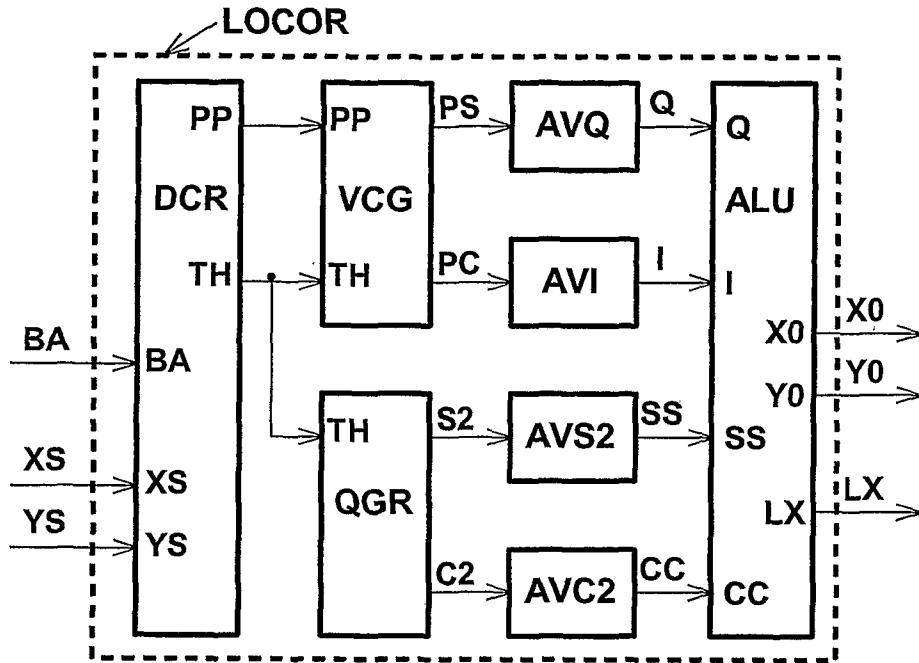 LOCOR
PP
PP
PS
AVQ
Q
Q
DCR
VCG
ALU
TH
TH
PC
AVI
I
I
BA
BA
X0
X0
Y0
Y0
TH
S2
AVS2
SS
SS
XS
XS
QGR
LX
LX
YS
YS
C2
AVC2
CC
CC